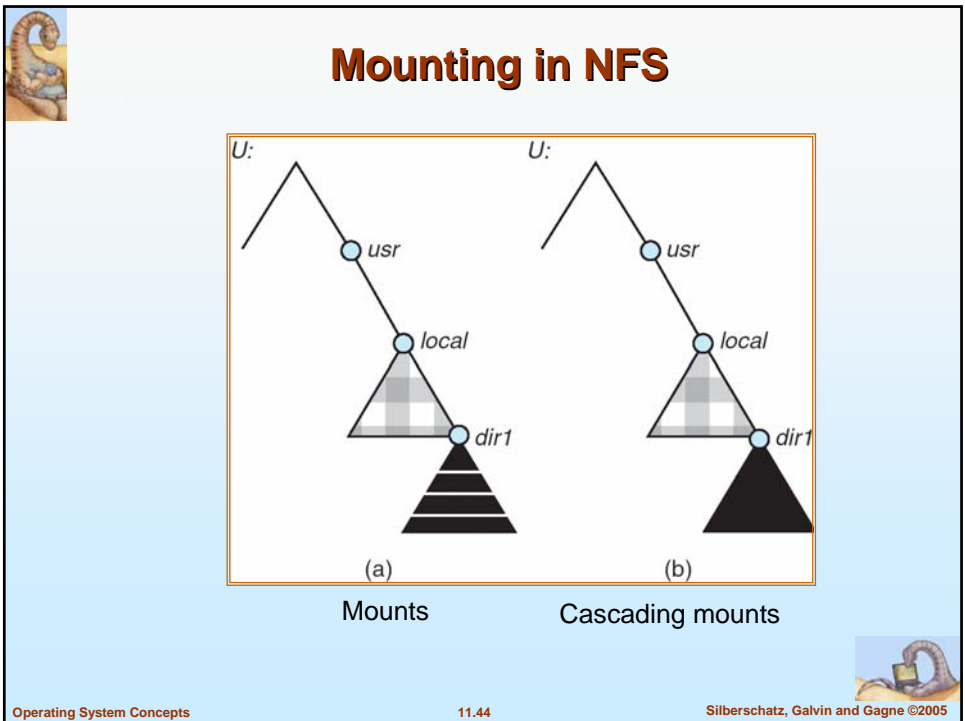 Mounting in NFS
U: U:
usr usr
local local
dir1 dir1
(a) (b)
Mounts Cascading mounts
Operating System Concepts 11.44 Silberschatz, Galvin and Gagne ©2005